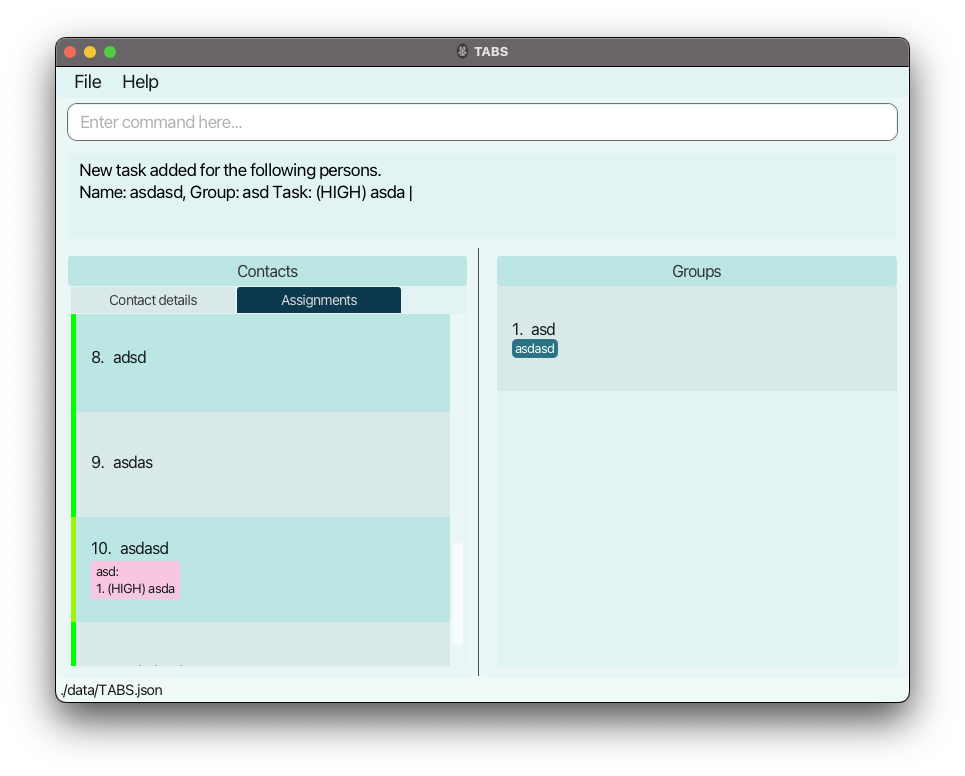 TABS
File Help
Enter command here...
New task added for the following persons.
Name: asdasd, Group: asd Task: (HIGH) asda |
Contacts
Contact details Assignments
8. adsd
9. asdas
10. asdasd
asd:
1. (HIGH) asda
Groups
1. asd
asdasd
./data/TABS.json